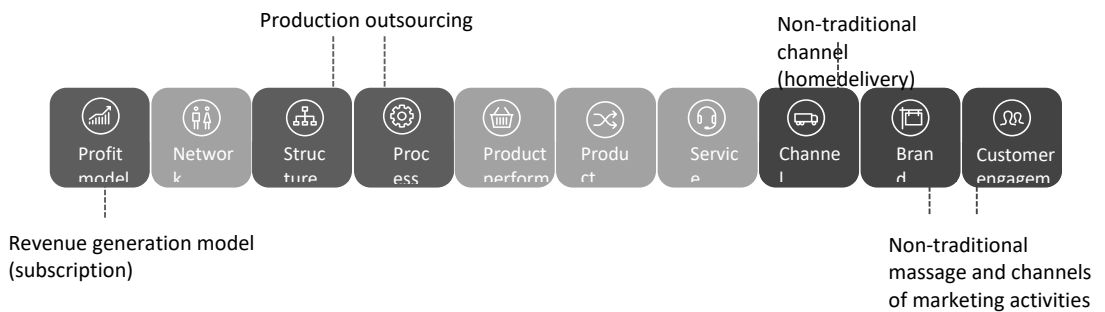 Production outsourcing
Non-traditional
channel
(homedelivery)
Profit
model
Networ
k
Struc
ture
Proc
ess
Product
perform
Produ
ct
Servic
e
Channe
l
Bran
d
Customer
engagem
Revenue generation model
(subscription)
Non-traditional
massage and channels
of marketing activities